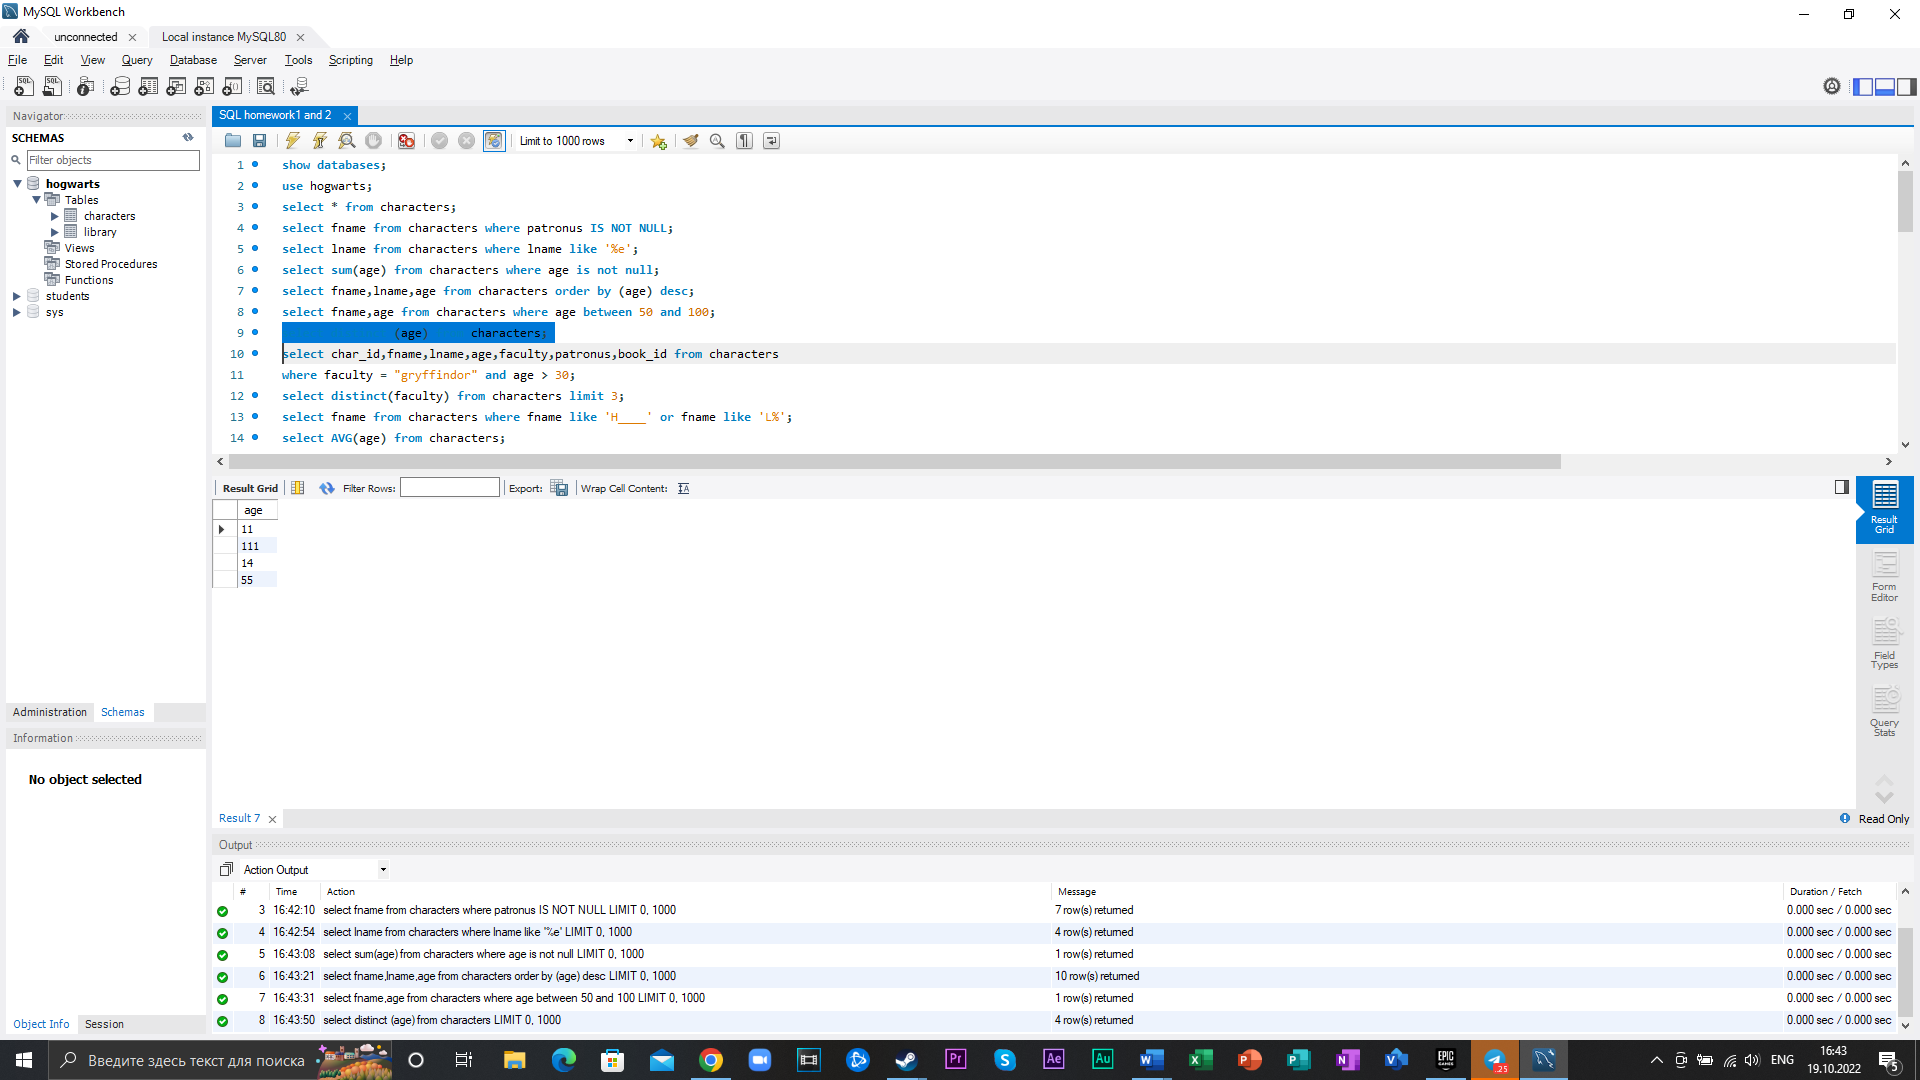 MySQL Workbench
unconnected
Local instance MySQL80
File Edit View Query Database Server Tools Scripting Help
Navigator
SCHEMAS
Filter objects
hogwarts
Tables
characters
library
Views
Stored Procedures
Functions
students
sys
Administration Schemas
Information
No object selected
Object Info Session
SQL homework1 and 2
Limit to 1000 rows
1 show databases;
2 use hogwarts;
3 select * from characters;
4 select fname from characters where patronus IS NOT NULL;
5 select lname from characters where lname like '%e';
6 select sum(age) from characters where age is not null;
7 select fname,lname,age from characters order by (age) desc;
8 select fname,age from characters where age between 50 and 100;
9 (age) characters;
10 select char_id,fname,lname,age,faculty,patronus,book_id from characters
11 where faculty = "gryffindor" and age > 30;
12 select distinct(faculty) from characters limit 3;
13 select fname from characters where fname like 'H____' or fname like 'L%';
14 select AVG(age) from characters;
Result Grid Filter Rows: Export: Wrap Cell Content:
age
11
111
14
55
Result Grid
Form Editor
Field Types
Query Stats
Result 7
Read Only
Output
Action Output
# Time Action Message Duration / Fetch
3 16:42:10 select fname from characters where patronus IS NOT NULL LIMIT 0, 1000 7 row(s) returned 0.000 sec / 0.000 sec
4 16:42:54 select lname from characters where lname like '%e' LIMIT 0, 1000 4 row(s) returned 0.000 sec / 0.000 sec
5 16:43:08 select sum(age) from characters where age is not null LIMIT 0, 1000 1 row(s) returned 0.000 sec / 0.000 sec
6 16:43:21 select fname,lname,age from characters order by (age) desc LIMIT 0, 1000 10 row(s) returned 0.000 sec / 0.000 sec
7 16:43:31 select fname,age from characters where age between 50 and 100 LIMIT 0, 1000 1 row(s) returned 0.000 sec / 0.000 sec
8 16:43:50 select distinct (age) from characters LIMIT 0, 1000 4 row(s) returned 0.000 sec / 0.000 sec
Введите здесь текст для поиска
Pr
Ae
Au
EPIC GAMES
25
ENG
16:43
19.10.2022
5